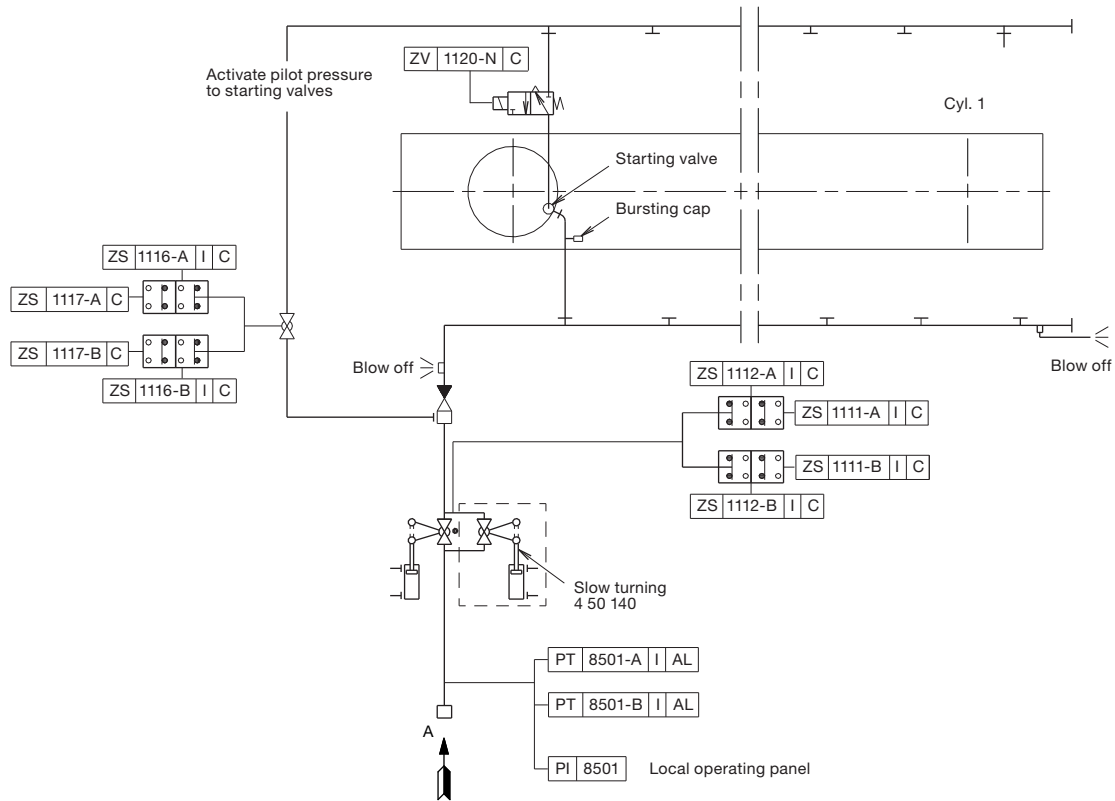 ZV 1120-N C
Activate pilot pressure
to starting valves
Cyl. 1
Starting valve
Bursting cap
ZS 1116-A I C
ZS 1117-A C
ZS 1117-B C
ZS 1116-B I C
Blow off
Blow off
ZS 1112-A I C
ZS 1111-A I C
ZS 1111-B I C
ZS 1112-B I C
Slow turning
4 50 140
PT 8501-A I AL
PT 8501-B I AL
A
PI 8501
Local operating panel